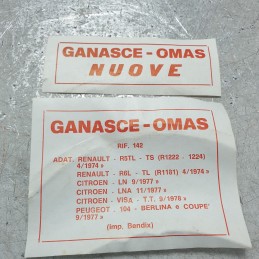 GANASCE - OMAS
NUOVE
GANASCE - OMAS
RIF. 142
ADAT. RENAULT - R5TL - TS (R1222 - 1224)
4/1974 »
RENAULT - R6L - TL (R1181) 4/1974 »
CITROEN - LN 9/1977 »
CITROEN - LNA 11/1977 »
CITROEN - VISA - T.T. 9/1978 »
PEUGEOT - 104 - BERLINA e COUPE'
9/1977 »
(imp. Bendix)